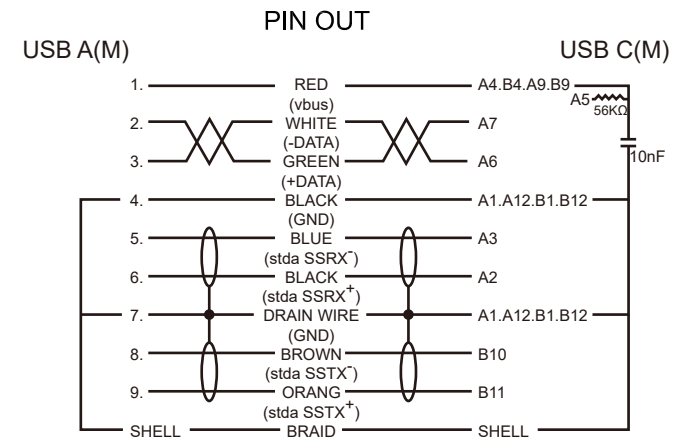 PIN OUT
USB A(M) USB C(M)
1. RED A4.B4.A9.B9
(vbus) A5 56KΩ
2. WHITE A7
(-DATA)
3. GREEN A6 10nF
(+DATA)
4. BLACK A1.A12.B1.B12
(GND)
5. BLUE A3
(stda SSRX⁻)
6. BLACK A2
(stda SSRX⁺)
7. DRAIN WIRE A1.A12.B1.B12
(GND)
8. BROWN B10
(stda SSTX⁻)
9. ORANG B11
(stda SSTX⁺)
SHELL BRAID SHELL